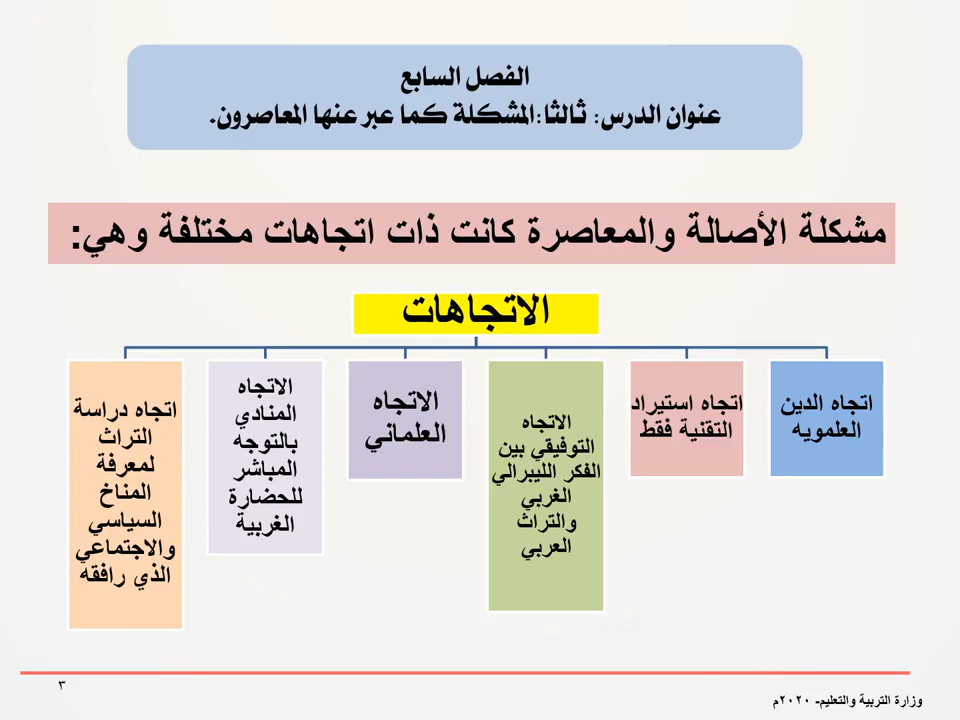 الفصل السابع
عنوان الدرس: ثالثا:المشكلة كما عبر عنها المعاصرون.
مشكلة الأصالة والمعاصرة كانت ذات اتجاهات مختلفة وهي:
الاتجاهات
اتجاه الدين
العلمويه
اتجاه استيراد
التقنية فقط
الاتجاه
التوفيقي بين
الفكر الليبرالي
الغربي
والتراث
العربي
الاتجاه
العلماني
الاتجاه
المنادي
بالتوجه
المباشر
للحضارة
الغربية
اتجاه دراسة
التراث
لمعرفة
المناخ
السياسي
والاجتماعي
الذي رافقه
٣
وزارة التربية والتعليم- ٢٠٢٠م